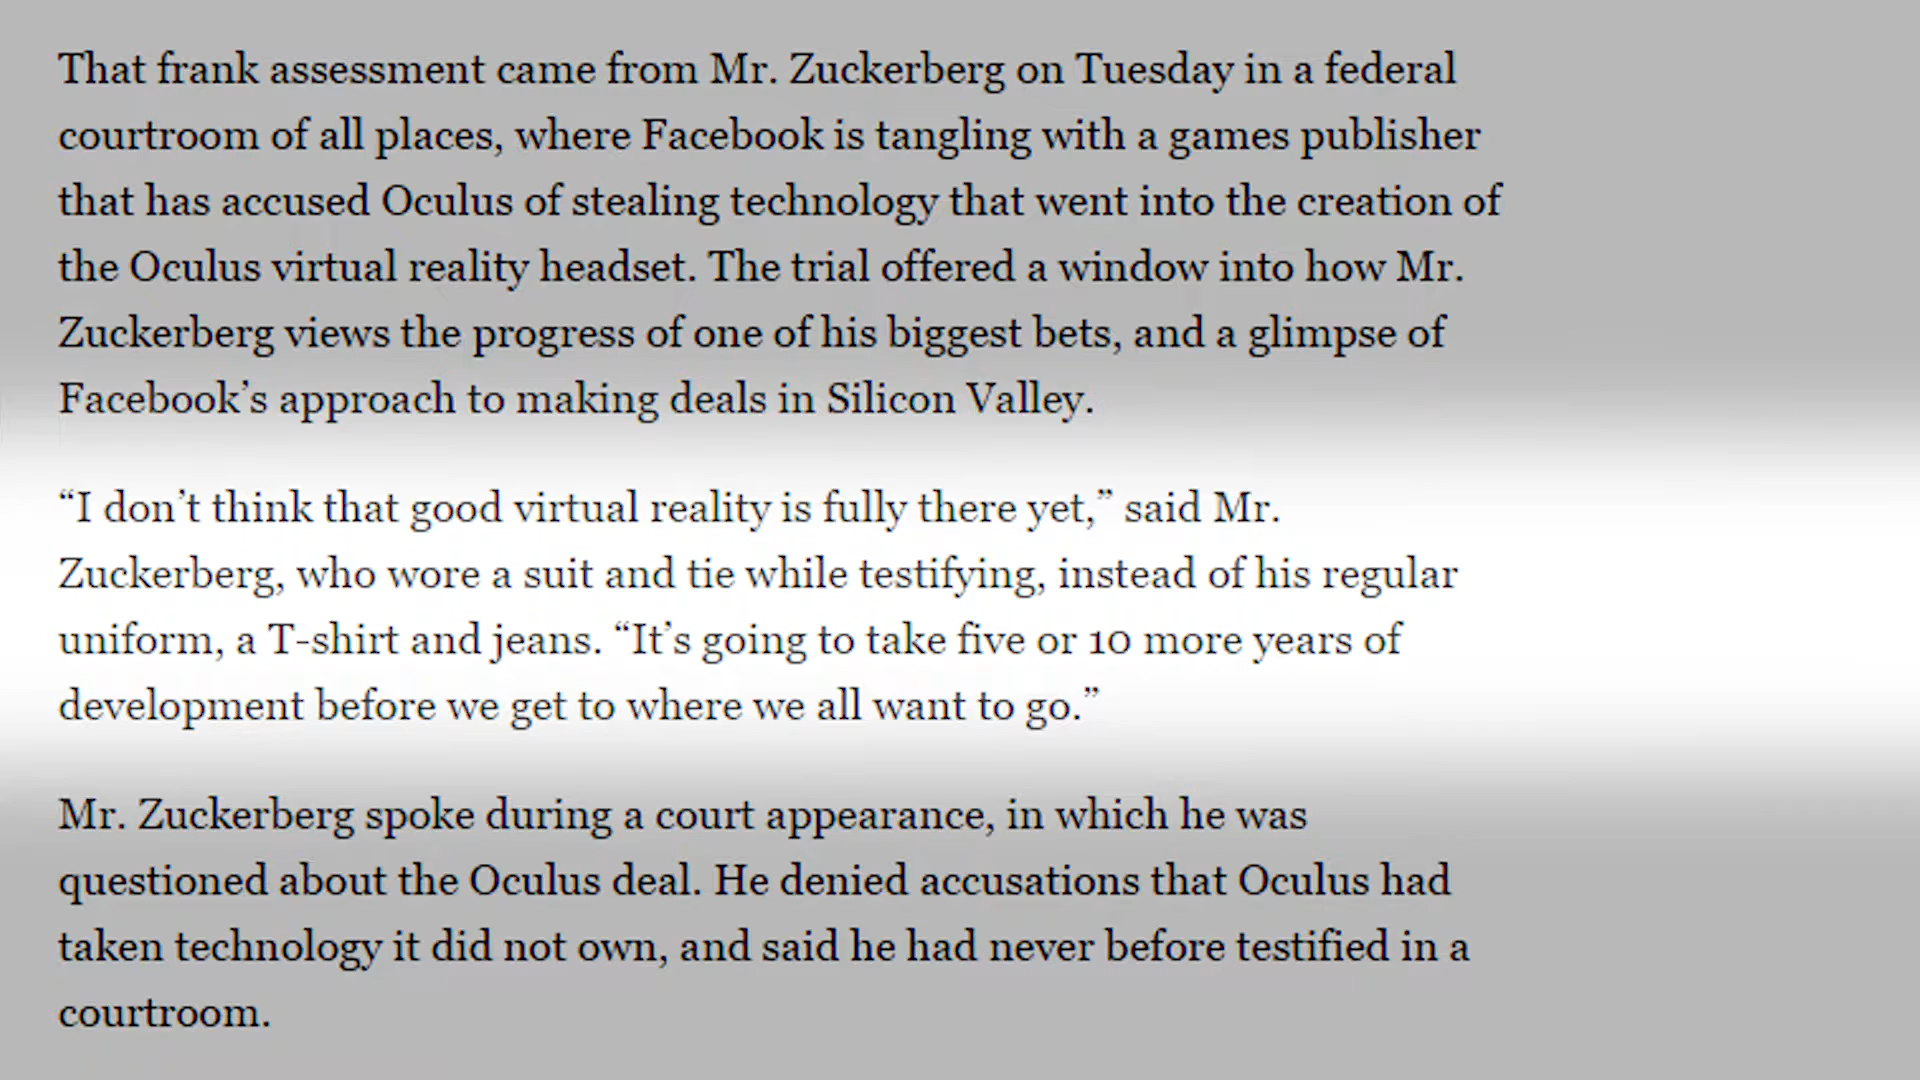 That frank assessment came from Mr. Zuckerberg on Tuesday in a federal
courtroom of all places, where Facebook is tangling with a games publisher
that has accused Oculus of stealing technology that went into the creation of
the Oculus virtual reality headset. The trial offered a window into how Mr.
Zuckerberg views the progress of one of his biggest bets, and a glimpse of
Facebook’s approach to making deals in Silicon Valley.
“I don’t think that good virtual reality is fully there yet,” said Mr.
Zuckerberg, who wore a suit and tie while testifying, instead of his regular
uniform, a T-shirt and jeans. “It’s going to take five or 10 more years of
development before we get to where we all want to go.”
Mr. Zuckerberg spoke during a court appearance, in which he was
questioned about the Oculus deal. He denied accusations that Oculus had
taken technology it did not own, and said he had never before testified in a
courtroom.